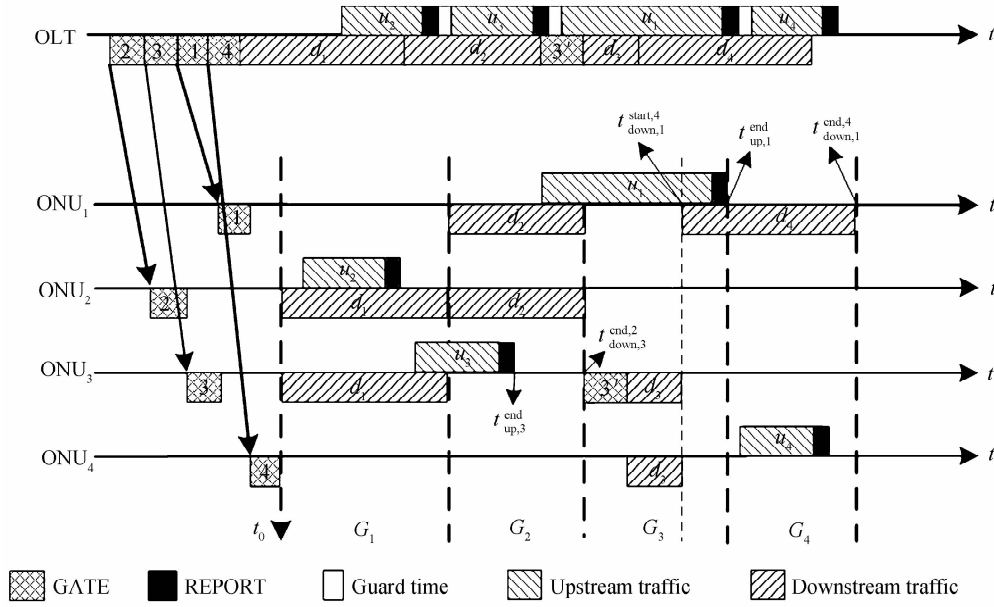 u2 u3 u1 u4
OLT t
2 3 1 4 d1 d2 3' d3 d4
t start,4 down,1 t end up,1 t end,4 down,1
u1
ONU1 t
1 d2 d4
u2
ONU2 t
2 d1 d2
u3 t end,2 down,3
ONU3 t
3 d1 3' d3
t end up,3
u4
ONU4 t
4 d3
t0 G1 G2 G3 G4
GATE REPORT Guard time Upstream traffic Downstream traffic